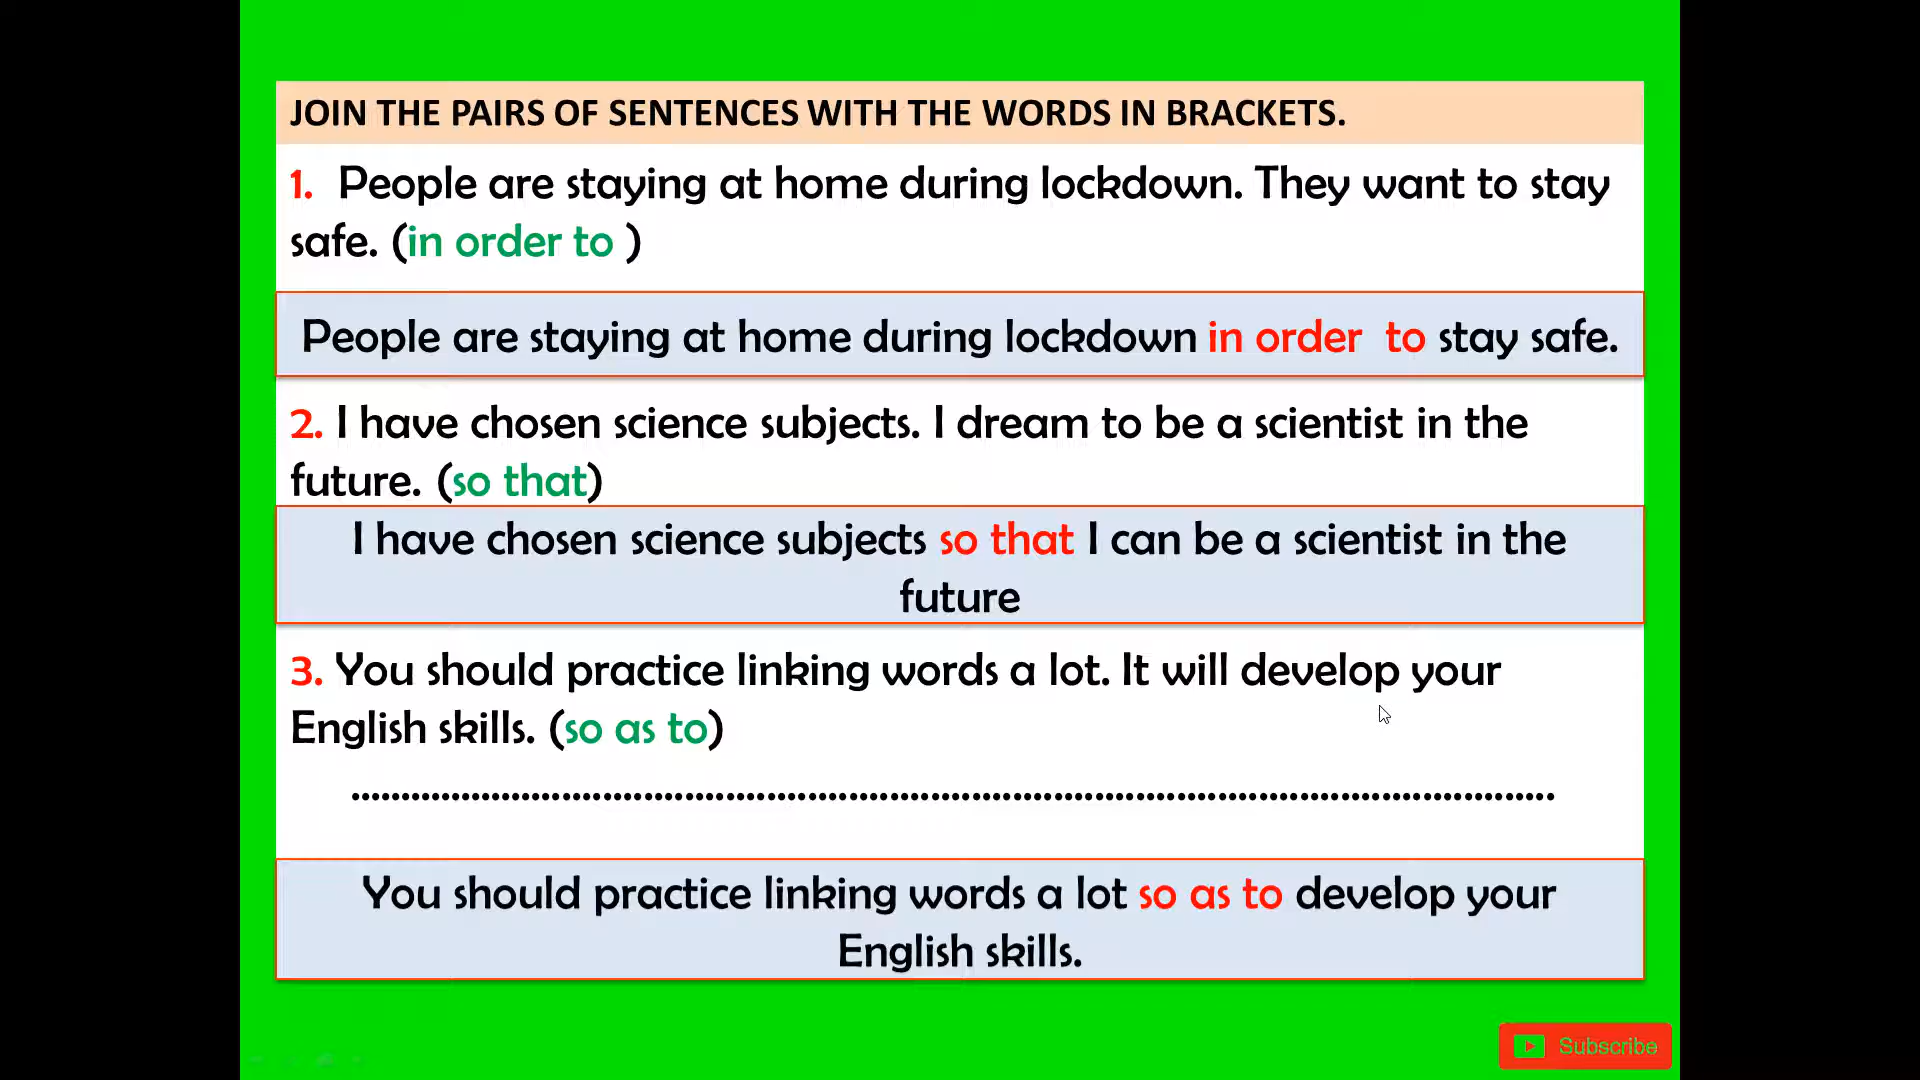 JOIN THE PAIRS OF SENTENCES WITH THE WORDS IN BRACKETS.
1. People are staying at home during lockdown. They want to stay
safe. (in order to )
People are staying at home during lockdown in order to stay safe.
2. I have chosen science subjects. I dream to be a scientist in the
future. (so that)
I have chosen science subjects so that I can be a scientist in the
future
3. You should practice linking words a lot. It will develop your
English skills. (so as to)
You should practice linking words a lot so as to develop your
English skills.
Subscribe